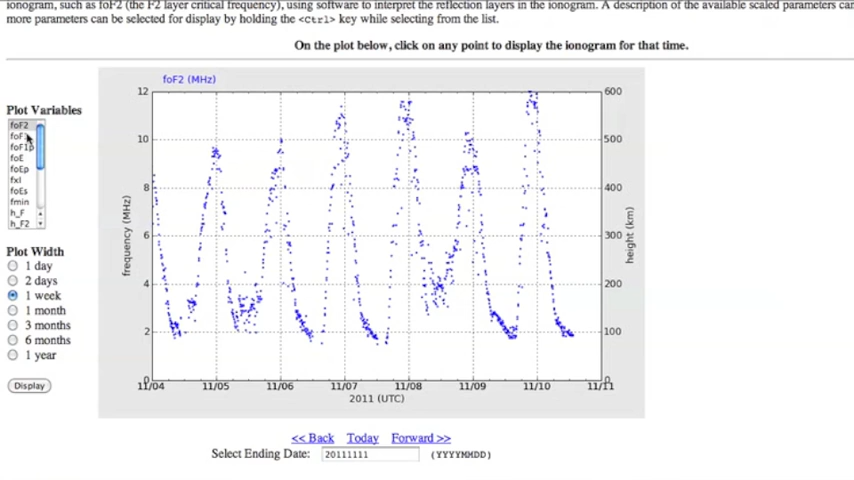 ionogram, such as foF2 (the F2 layer critical frequency), using software to interpret the reflection layers in the ionogram. A description of the available scaled parameters can
more parameters can be selected for display by holding the <Ctrl> key while selecting from the list.
On the plot below, click on any point to display the ionogram for that time.
Plot Variables
foF2
foF1p
foE
foEp
fxI
foEs
fmin
h_F
h_F2
Plot Width
1 day
2 days
1 week
1 month
3 months
6 months
1 year
Display
foF2 (MHz)
12
10
8
6
4
2
0
frequency (MHz)
600
500
400
300
200
100
0
height (km)
11/04 11/05 11/06 11/07 11/08 11/09 11/10 11/11
2011 (UTC)
<< Back Today Forward >>
Select Ending Date: 20111111 (YYYYMMDD)